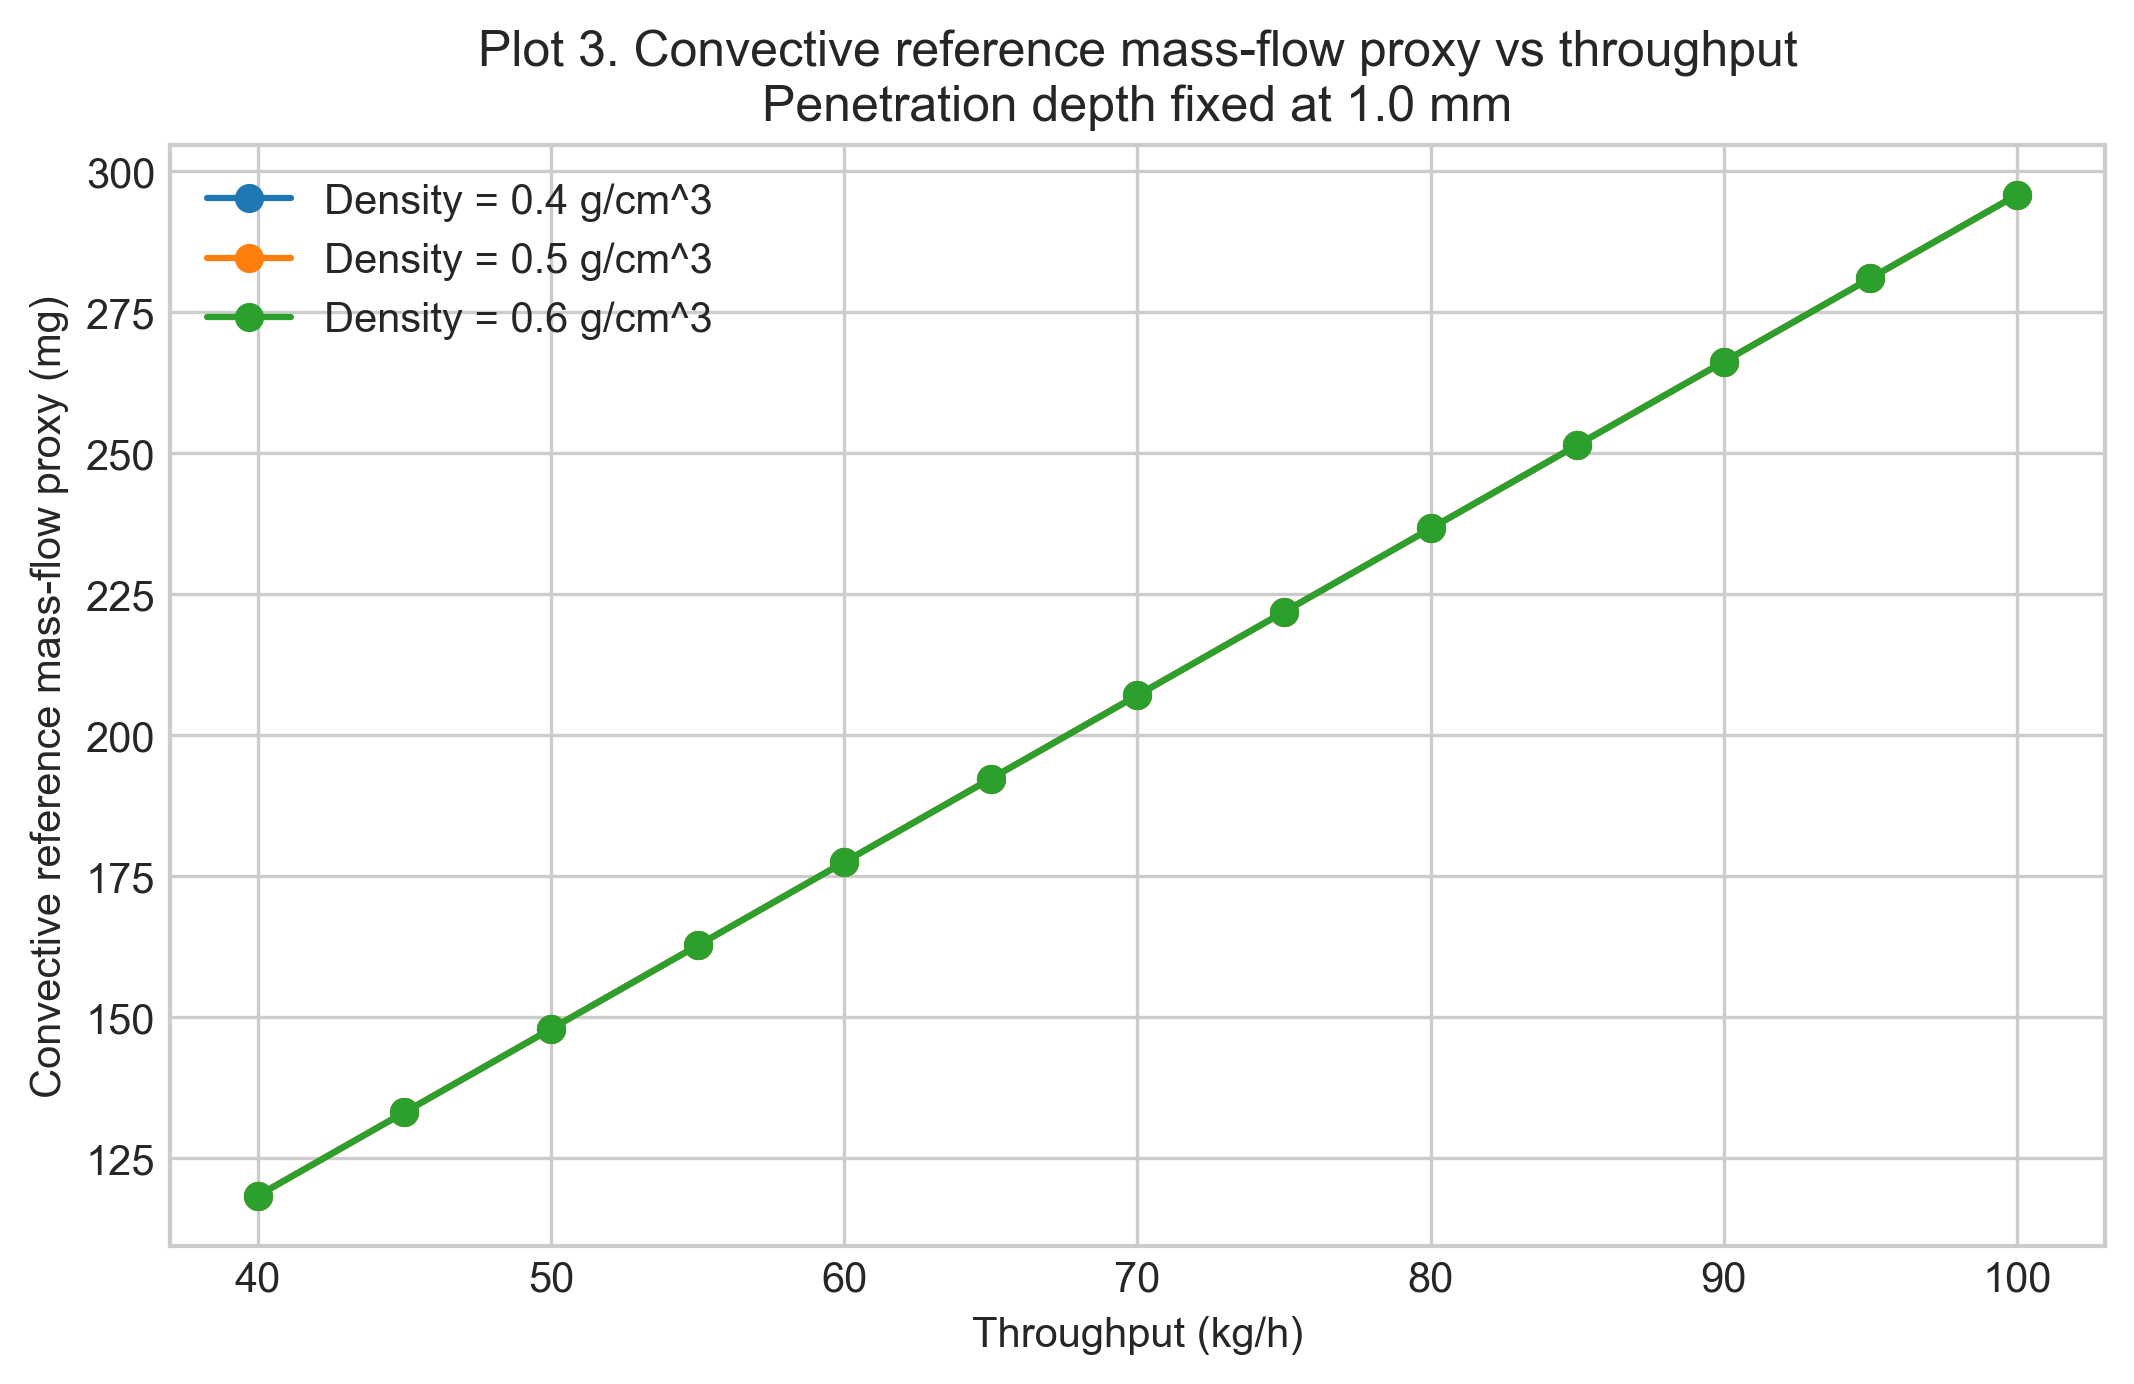 Plot 3. Convective reference mass-flow proxy vs throughput
Penetration depth fixed at 1.0 mm
Convective reference mass-flow proxy (mg)
300
275
250
225
200
175
150
125
Density = 0.4 g/cm^3
Density = 0.5 g/cm^3
Density = 0.6 g/cm^3
40 50 60 70 80 90 100
Throughput (kg/h)